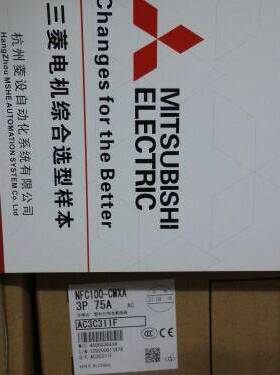 MITSUBISHI
ELECTRIC
Changes for the Better
三菱电机综合选型样本
杭州菱设自动化系统有限公司
HangZhou MSHE AUTOMATION SYSTEM Co. Ltd
NFC100-CMXA
3P 75A
AC3C311F